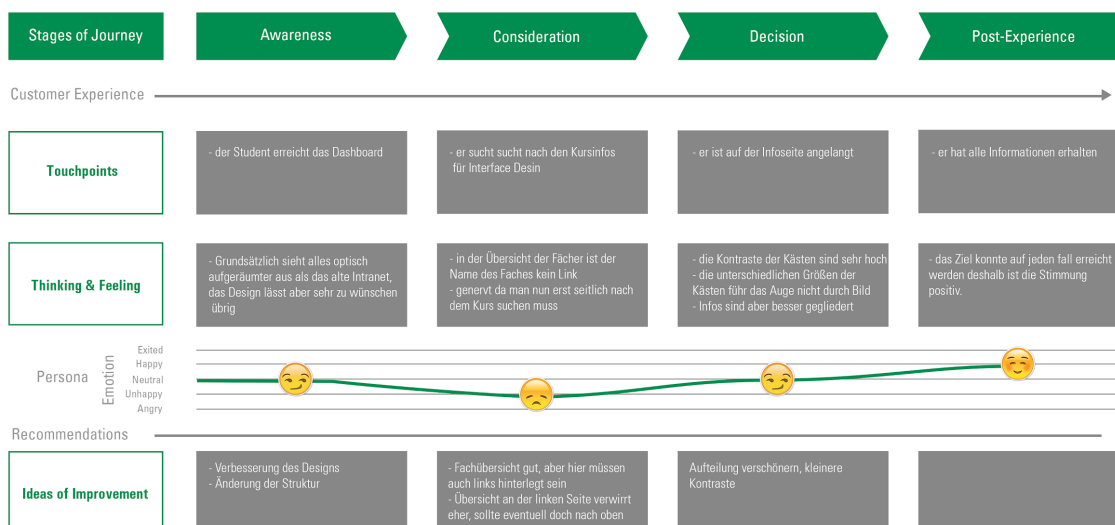 Stages of Journey
Awareness
Consideration
Decision
Post-Experience
Customer Experience
Touchpoints
- der Student erreicht das Dashboard
- er sucht sucht nach den Kursinfos
für Interface Desin
- er ist auf der Infoseite angelangt
- er hat alle Informationen erhalten
Thinking & Feeling
- Grundsätzlich sieht alles optisch
aufgeräumter aus als das alte Intranet,
das Design lässt aber sehr zu wünschen
übrig
- in der Übersicht der Fächer ist der
Name des Faches kein Link
- genervt da man nun erst seitlich nach
dem Kurs suchen muss
- die Kontraste der Kästen sind sehr hoch
- die unterschiedlichen Größen der
Kästen führ das Auge nicht durch Bild
- Infos sind aber besser gegliedert
- das Ziel konnte auf jeden fall erreicht
werden deshalb ist die Stimmung
positiv.
Persona
Emotion
Exited
Happy
Neutral
Unhappy
Angry
Recommendations
Ideas of Improvement
- Verbesserung des Designs
- Änderung der Struktur
- Fachübersicht gut, aber hier müssen
auch links hinterlegt sein
- Übersicht an der linken Seite verwirrt
eher, sollte eventuell doch nach oben
Aufteilung verschönern, kleinere
Kontraste